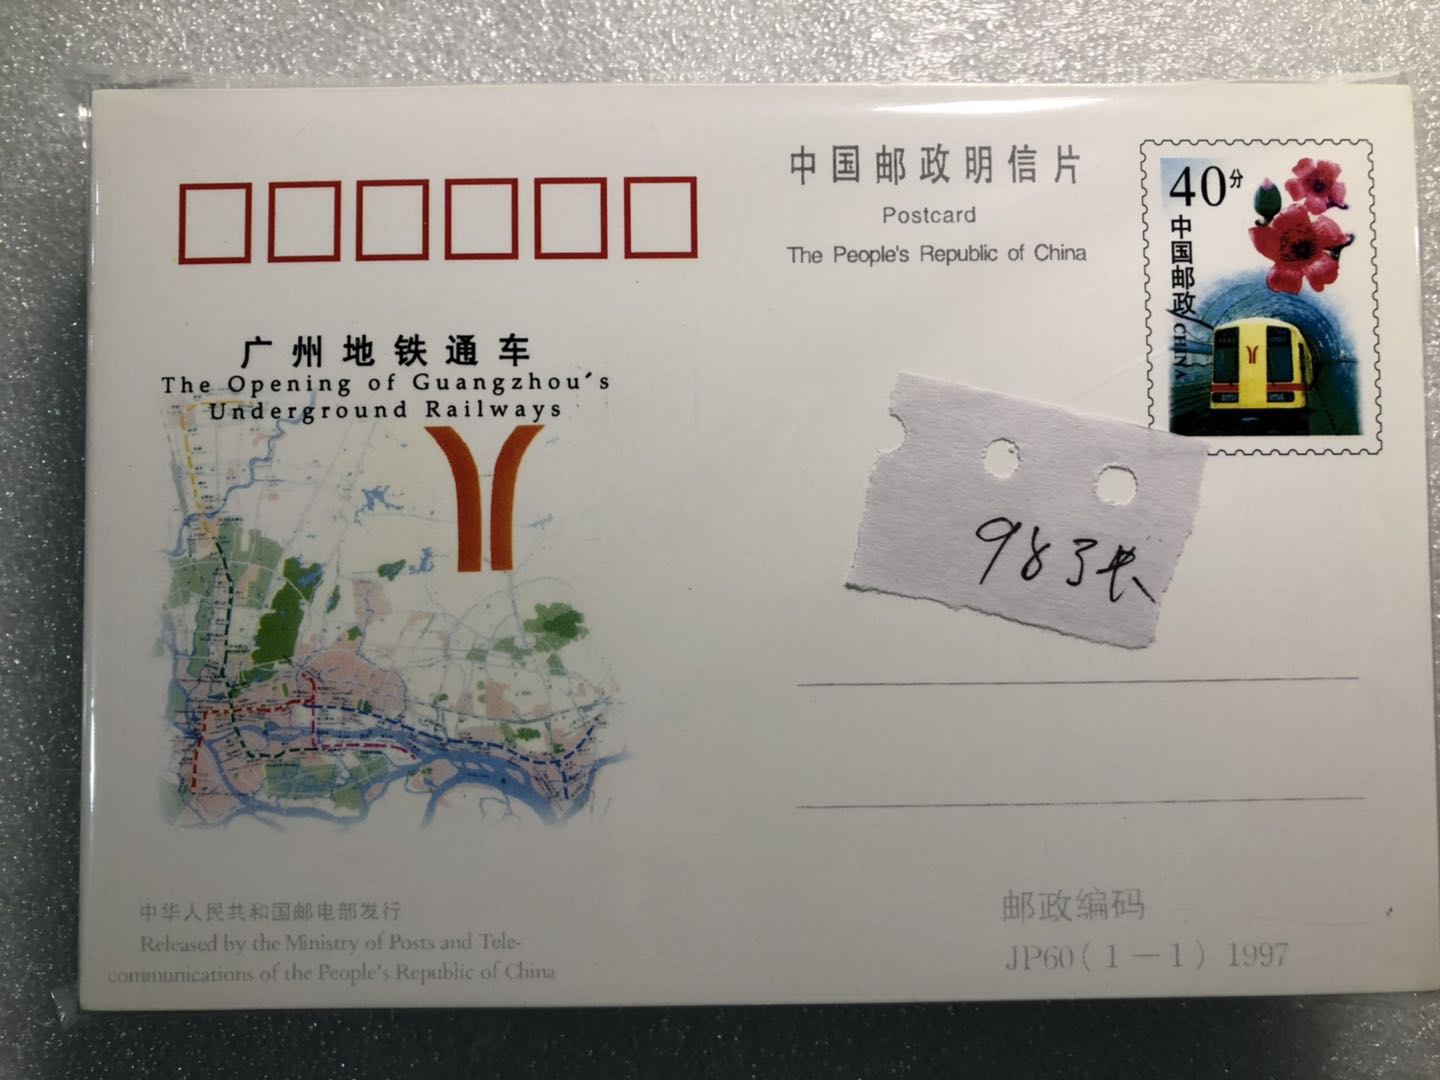 中国邮政明信片
Postcard
The People's Republic of China
40分
中国邮政
CHINA
广州地铁通车
The Opening of Guangzhou's
Underground Railways
983张
中华人民共和国邮电部发行
Released by the Ministry of Posts and Tele-
communications of the People's Republic of China
邮政编码
JP60(1—1) 1997